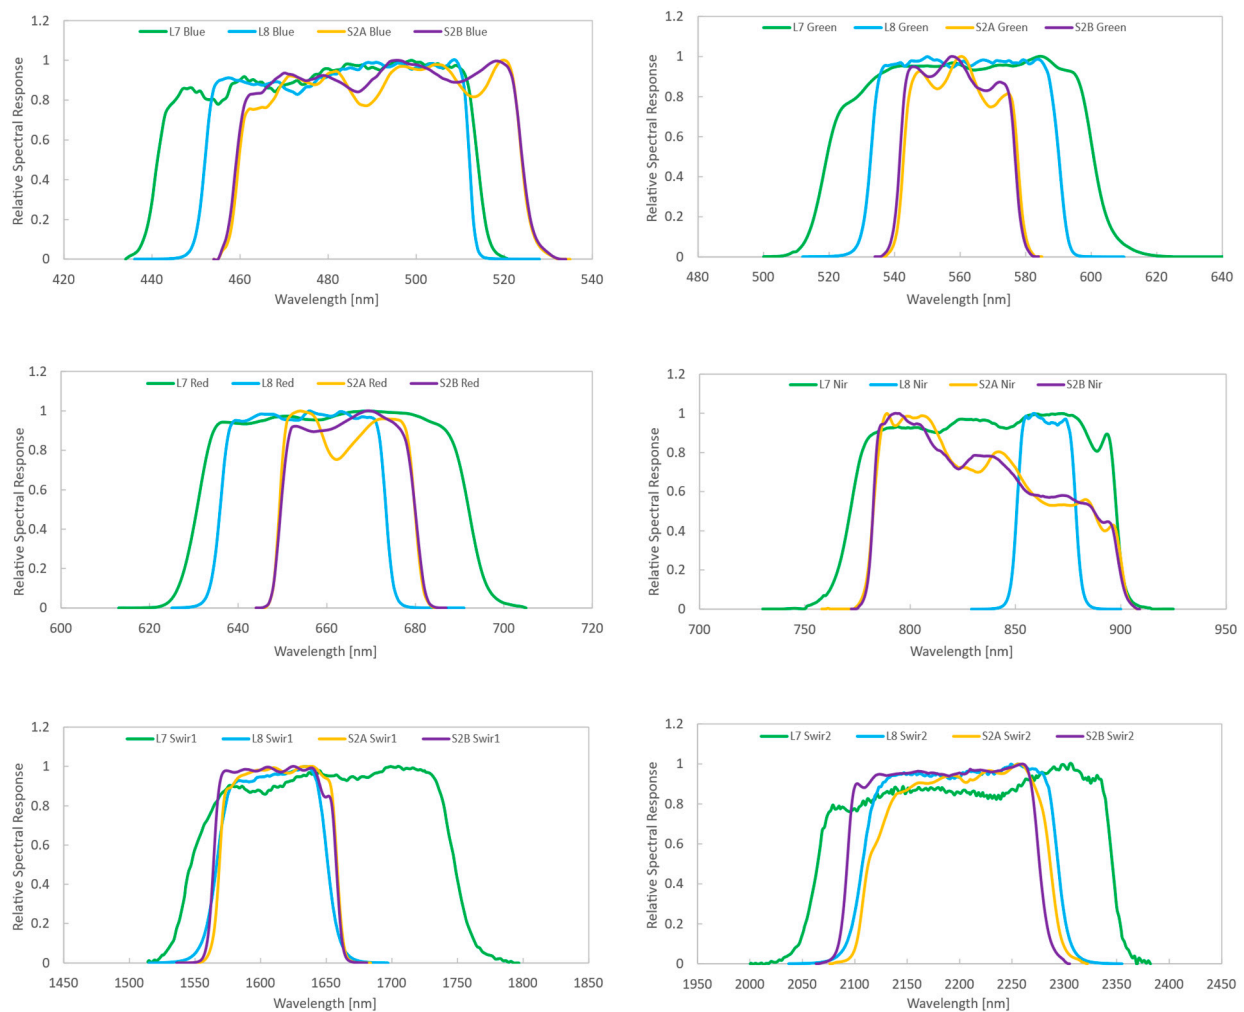 L7 Blue L8 Blue S2A Blue S2B Blue
Relative Spectral Response
1.2
1
0.8
0.6
0.4
0.2
0
420 440 460 480 500 520 540
Wavelength [nm]
L7 Green L8 Green S2A Green S2B Green
Relative Spectral Response
1.2
1
0.8
0.6
0.4
0.2
0
480 500 520 540 560 580 600 620 640
Wavelength [nm]
L7 Red L8 Red S2A Red S2B Red
Relative Spectral Response
1.2
1
0.8
0.6
0.4
0.2
0
600 620 640 660 680 700 720
Wavelength [nm]
L7 Nir L8 Nir S2A Nir S2B Nir
Relative Spectral Response
1.2
1
0.8
0.6
0.4
0.2
0
700 750 800 850 900 950
Wavelength [nm]
L7 Swir1 L8 Swir1 S2A Swir1 S2B Swir1
Relative Spectral Response
1.2
1
0.8
0.6
0.4
0.2
0
1450 1500 1550 1600 1650 1700 1750 1800 1850
Wavelength [nm]
L7 Swir2 L8 Swir2 S2A Swir2 S2B Swir2
Relative Spectral Response
1.2
1
0.8
0.6
0.4
0.2
0
1950 2000 2050 2100 2150 2200 2250 2300 2350 2400 2450
Wavelength [nm]